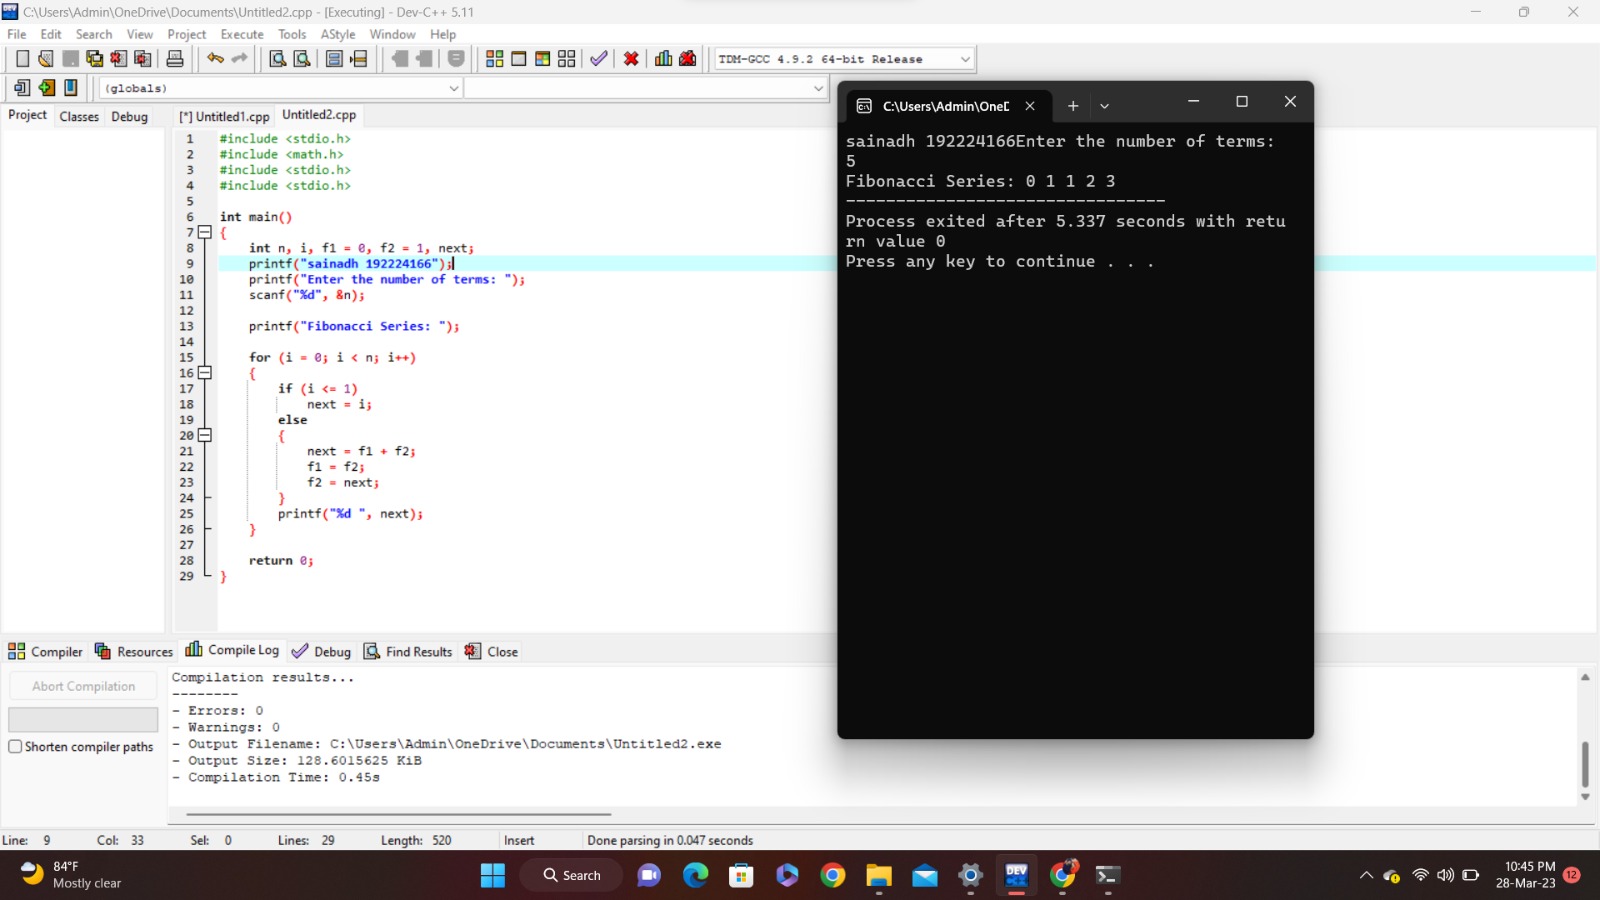 C:\Users\Admin\OneDrive\Documents\Untitled2.cpp - [Executing] - Dev-C++ 5.11
File Edit Search View Project Execute Tools AStyle Window Help
TDM-GCC 4.9.2 64-bit Release
(globals)
Project Classes Debug
[*] Untitled1.cpp Untitled2.cpp
1 #include <stdio.h>
2 #include <math.h>
3 #include <stdio.h>
4 #include <stdio.h>
5
6 int main()
7 {
8 int n, i, f1 = 0, f2 = 1, next;
9 printf("sainadh 192224166");
10 printf("Enter the number of terms: ");
11 scanf("%d", &n);
12
13 printf("Fibonacci Series: ");
14
15 for (i = 0; i < n; i++)
16 {
17 if (i <= 1)
18 next = i;
19 else
20 {
21 next = f1 + f2;
22 f1 = f2;
23 f2 = next;
24 }
25 printf("%d ", next);
26 }
27
28 return 0;
29 }
C:\Users\Admin\OneD
sainadh 192224166Enter the number of terms:
5
Fibonacci Series: 0 1 1 2 3
--------------------------------
Process exited after 5.337 seconds with retu
rn value 0
Press any key to continue . . .
Compiler Resources Compile Log Debug Find Results Close
Abort Compilation
Shorten compiler paths
Compilation results...
--------
- Errors: 0
- Warnings: 0
- Output Filename: C:\Users\Admin\OneDrive\Documents\Untitled2.exe
- Output Size: 128.6015625 KiB
- Compilation Time: 0.45s
Line: 9 Col: 33 Sel: 0 Lines: 29 Length: 520 Insert Done parsing in 0.047 seconds
84°F
Mostly clear
Search
DEV
C++
10:45 PM
28-Mar-23
12